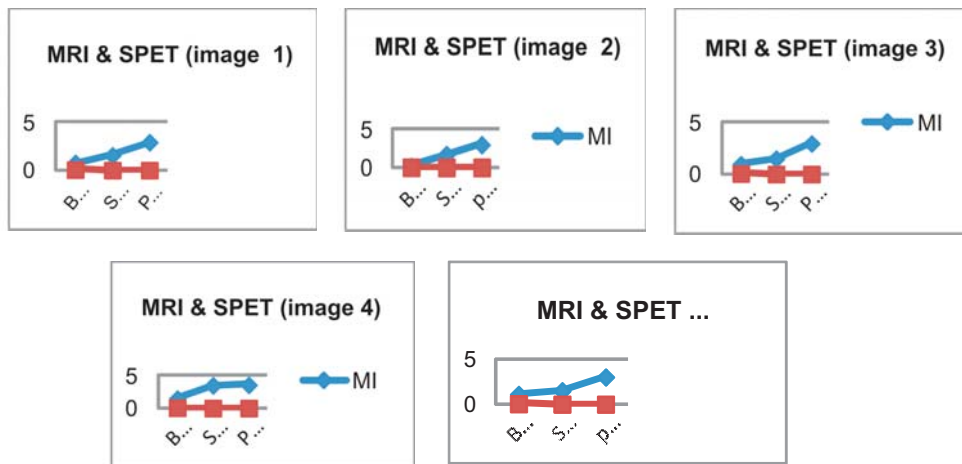 MRI & SPET (image 1)
5
0
B...
S...
P...
MRI & SPET (image 2)
5
0
MI
B...
S...
p...
MRI & SPET (image 3)
5
0
MI
B...
S...
P...
MRI & SPET (image 4)
5
0
MI
B...
S...
P...
MRI & SPET ...
5
0
B...
S...
p...